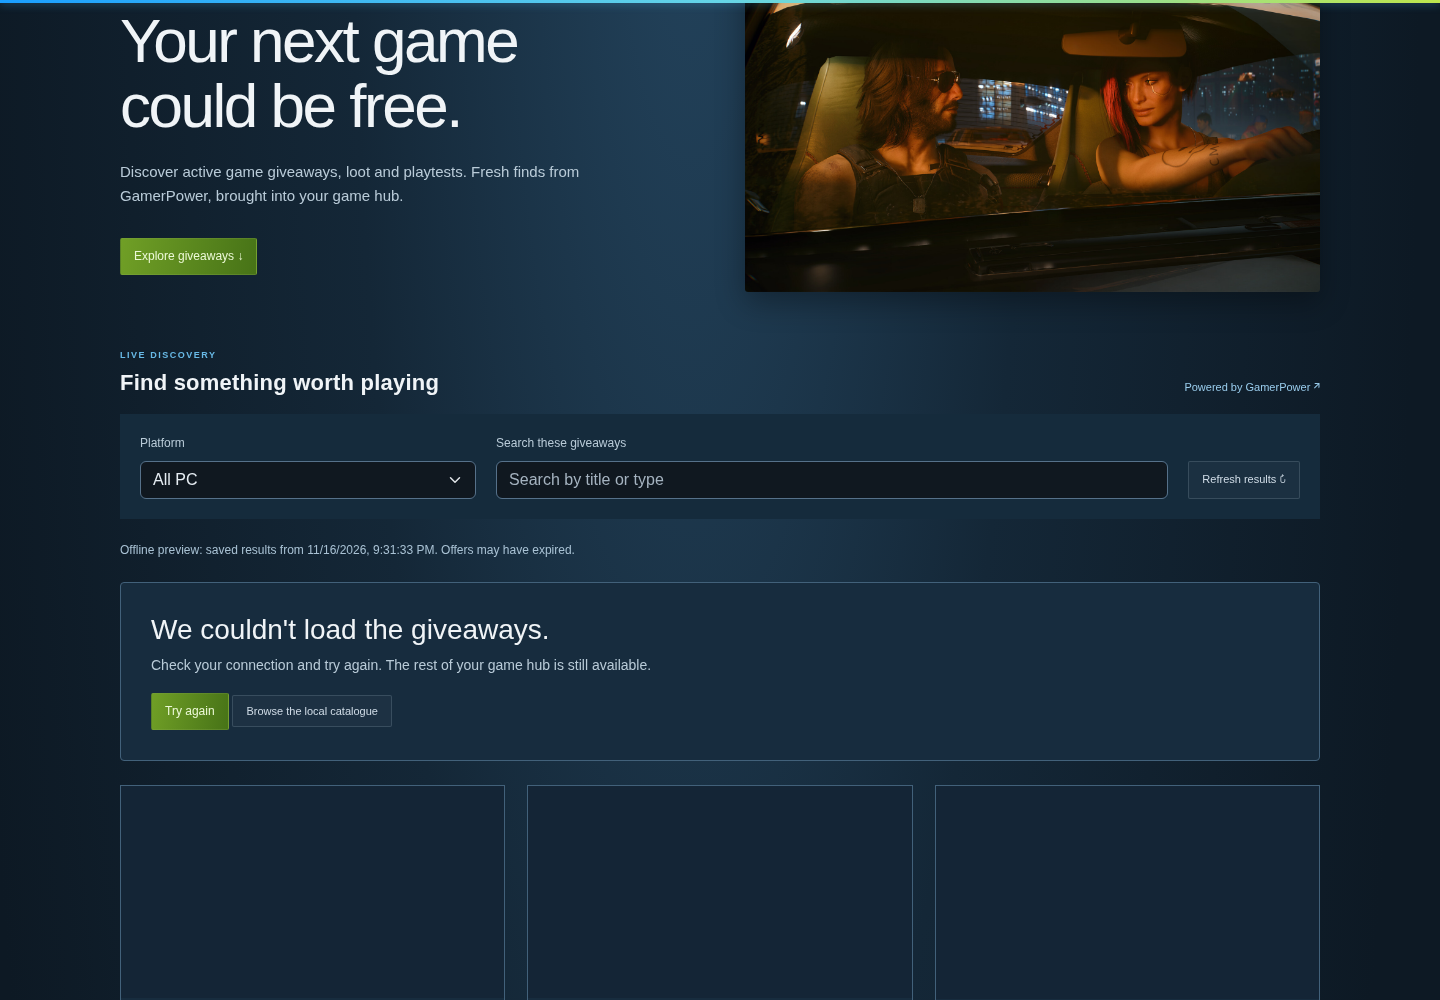 Your next game
could be free.
Discover active game giveaways, loot and playtests. Fresh finds from
GamerPower, brought into your game hub.
Explore giveaways ↓
LIVE DISCOVERY
Find something worth playing
Powered by GamerPower ↗
Platform
Search these giveaways
All PC
Search by title or type
Refresh results ↻
Offline preview: saved results from 11/16/2026, 9:31:33 PM. Offers may have expired.
We couldn't load the giveaways.
Check your connection and try again. The rest of your game hub is still available.
Try again
Browse the local catalogue